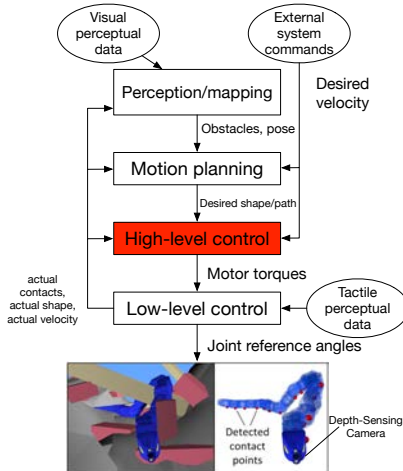 Visual
perceptual
data
External
system
commands
Perception/mapping
Desired
velocity
Obstacles, pose
Motion planning
Desired shape/path
High-level control
Motor torques
actual
contacts,
actual shape,
actual velocity
Low-level control
Tactile
perceptual
data
Joint reference angles
Detected
contact
points
Depth-Sensing
Camera